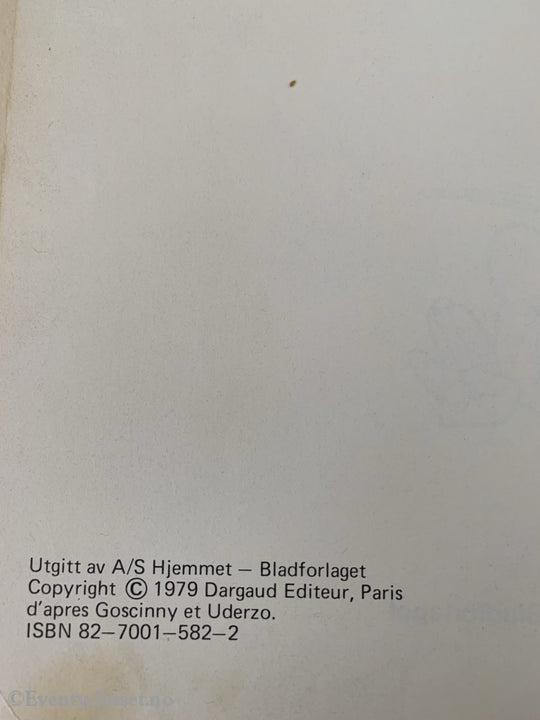 Utgitt av A/S Hjemmet – Bladforlaget
Copyright © 1979 Dargaud Editeur, Paris
d'apres Goscinny et Uderzo.
ISBN 82–7001–582–2